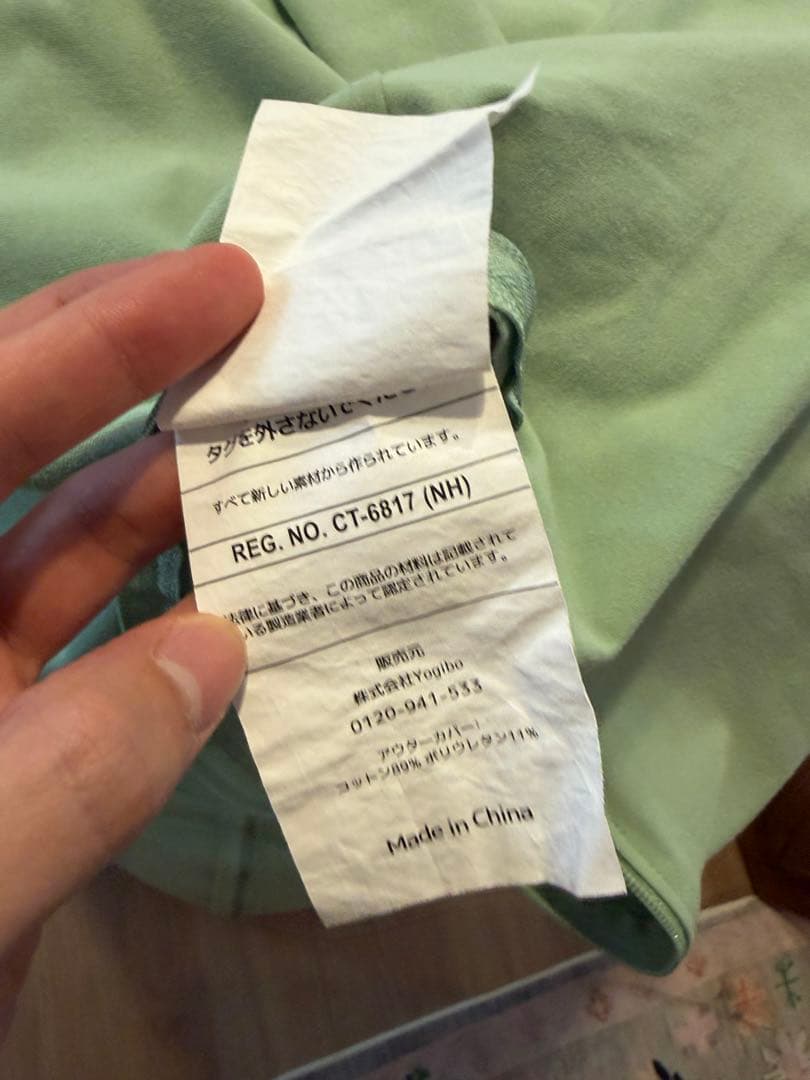 タグを外さないでくださ
すべて新しい素材から作られています。
REG. NO. CT-6817 (NH)
法律に基づき、この商品の材料は記載されて
いる製造業者によって認定されています。
販売元
株式会社Yogibo
0120-941-533
アウターカバー:
コットン89% ポリウレタン11%
Made in China